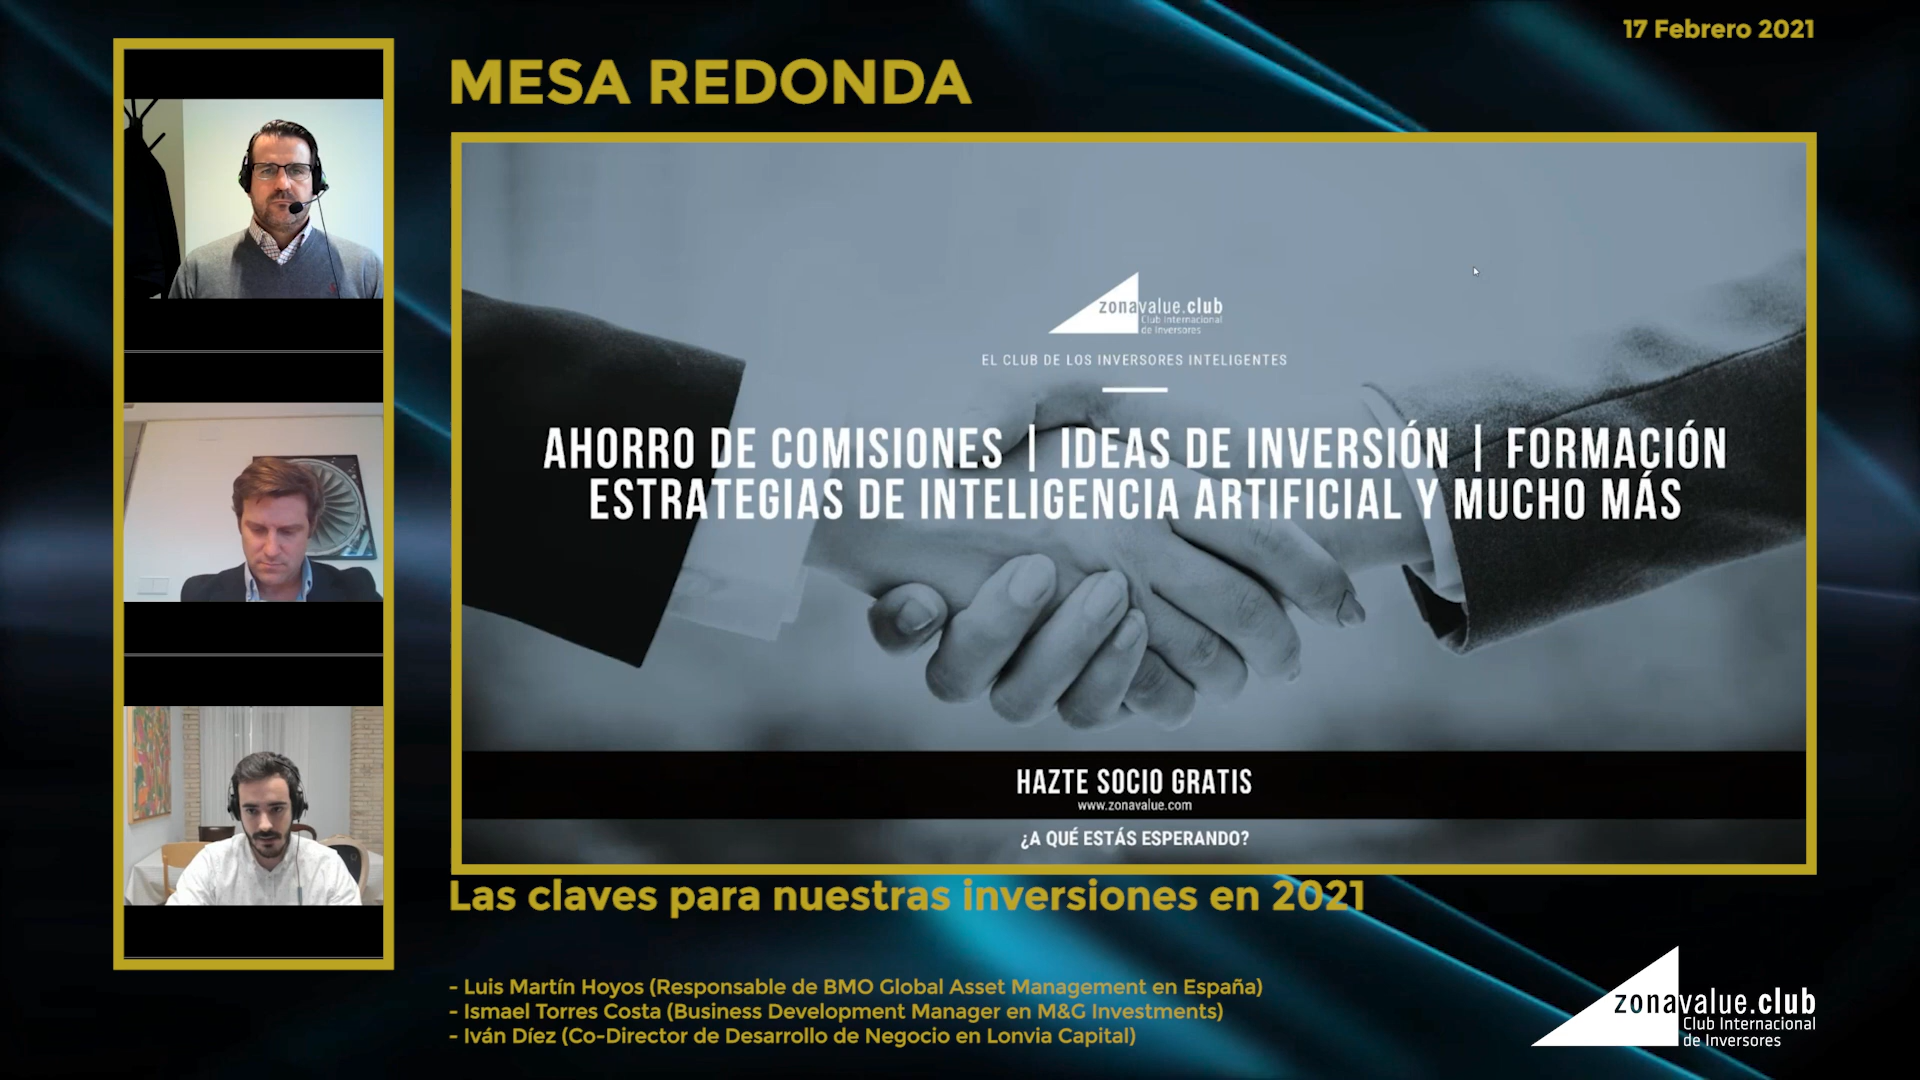 17 Febrero 2021
MESA REDONDA
zonavalue.club
Club Internacional
de Inversores
EL CLUB DE LOS INVERSORES INTELIGENTES
AHORRO DE COMISIONES | IDEAS DE INVERSIÓN | FORMACIÓN
ESTRATEGIAS DE INTELIGENCIA ARTIFICIAL Y MUCHO MÁS
HAZTE SOCIO GRATIS
www.zonavalue.com
¿A QUÉ ESTÁS ESPERANDO?
Las claves para nuestras inversiones en 2021
- Luis Martín Hoyos (Responsable de BMO Global Asset Management en España)
- Ismael Torres Costa (Business Development Manager en M&G Investments)
- Iván Díez (Co-Director de Desarrollo de Negocio en Lonvia Capital)
zonavalue.club
Club Internacional
de Inversores